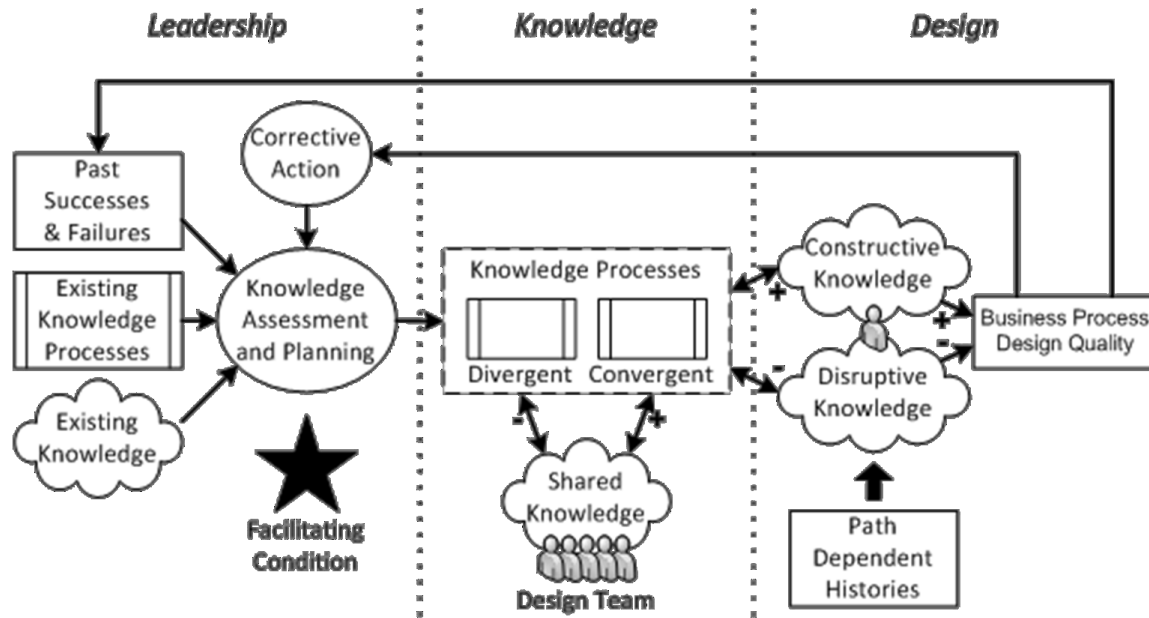 Leadership
Knowledge
Design
Corrective
Action
Past
Successes
& Failures
Existing
Knowledge
Processes
Existing
Knowledge
Knowledge
Assessment
and Planning
Facilitating
Condition
Knowledge Processes
Divergent
Convergent
-
+
Shared
Knowledge
Design Team
+
-
Constructive
Knowledge
Disruptive
Knowledge
+
-
Business Process
Design Quality
Path
Dependent
Histories